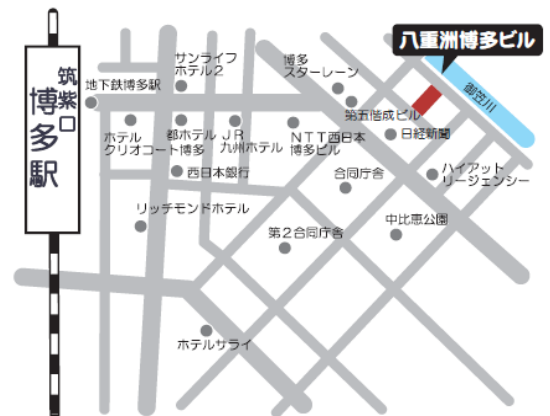 八重洲博多ビル
御笠川
筑紫口
博多駅
地下鉄博多駅
サンライフ
ホテル2
博多
スターレーン
第五偕成ビル
日経新聞
ホテル
クリオコート博多
都ホテル
JR
九州ホテル
NTT西日本
博多ビル
西日本銀行
合同庁舎
ハイアット
リージェンシー
リッチモンドホテル
第2合同庁舎
中比恵公園
ホテルサライ